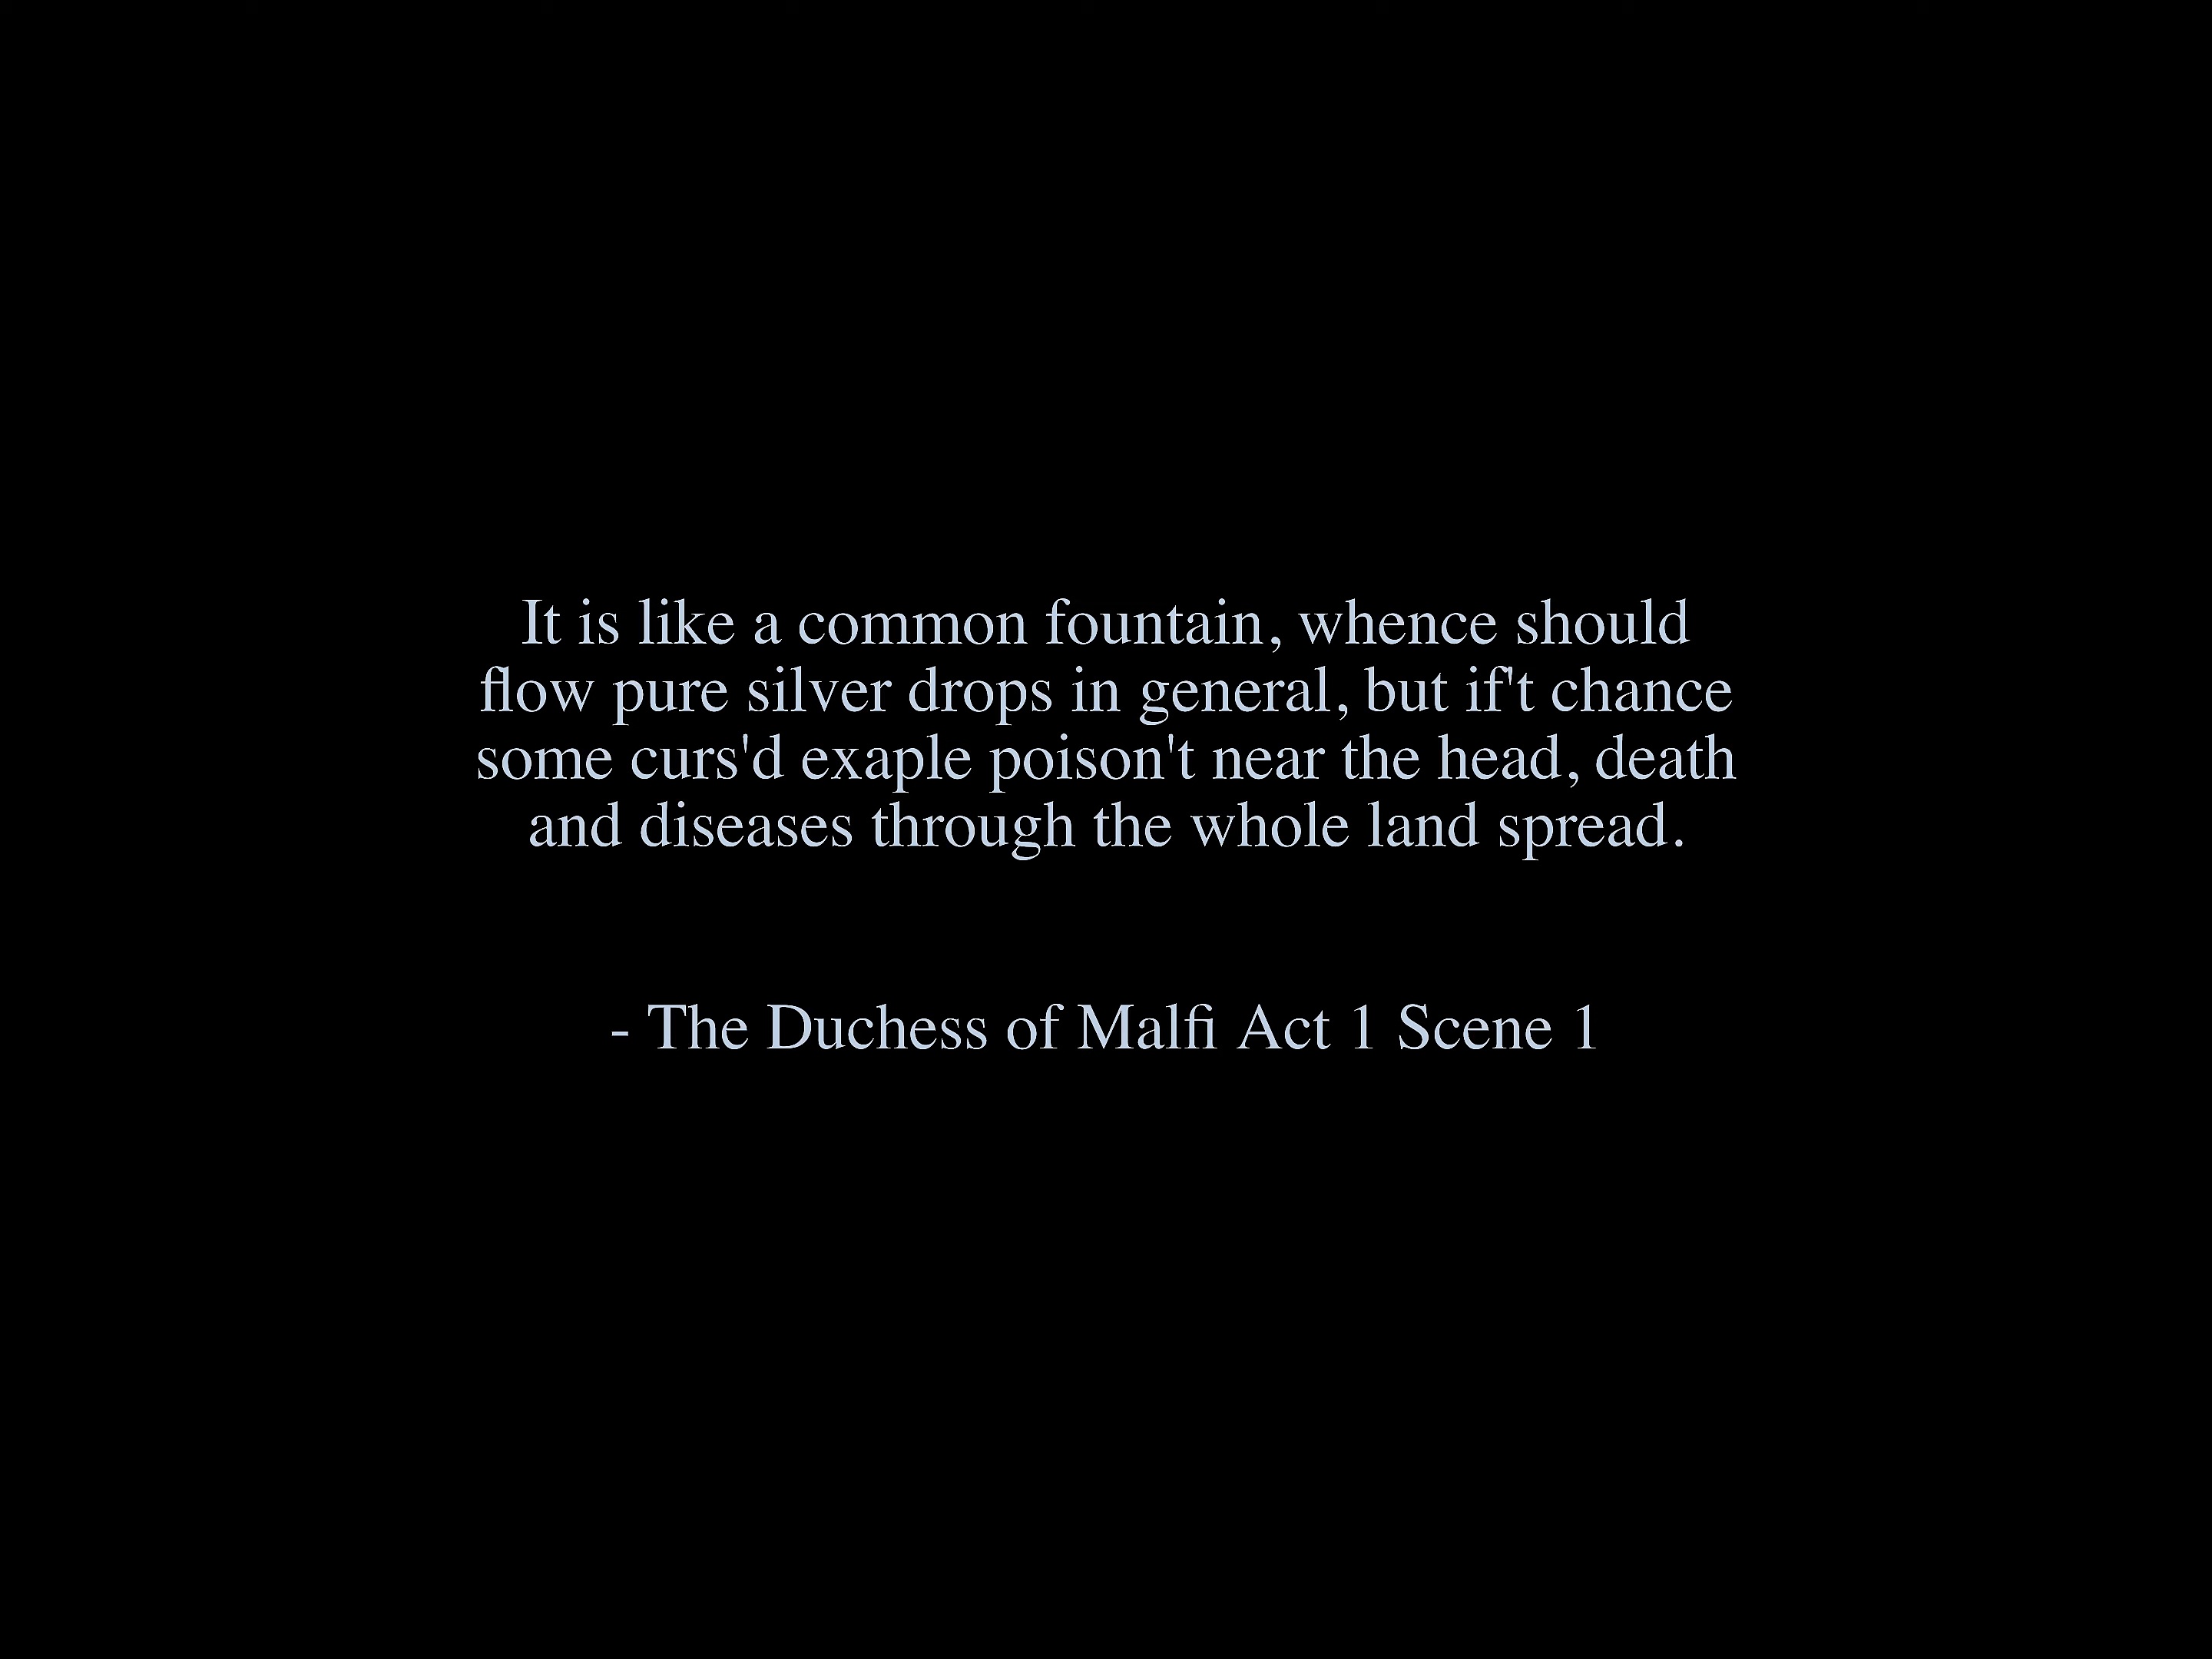 It is like a common fountain, whence should
flow pure silver drops in general, but if't chance
some curs'd exaple poison't near the head, death
and diseases through the whole land spread.
- The Duchess of Malfi Act 1 Scene 1